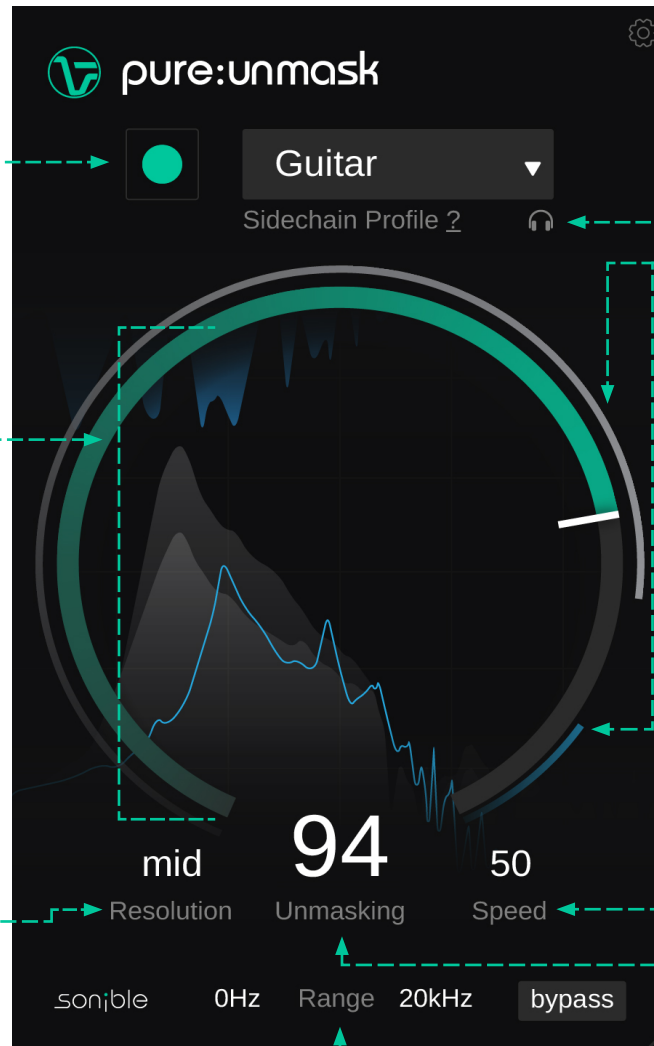 pure:unmask
Guitar
Sidechain Profile ?
94
mid
50
Resolution
Unmasking
Speed
sonible
0Hz
Range
20kHz
bypass